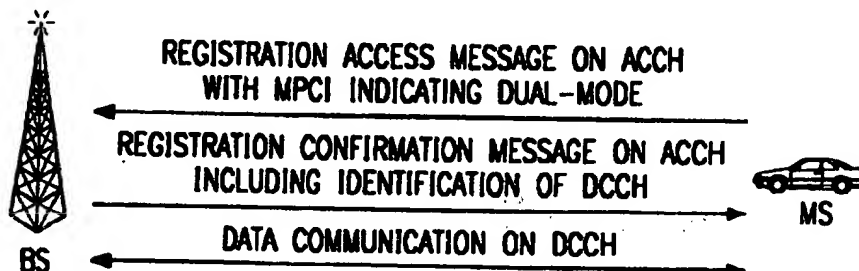 REGISTRATION ACCESS MESSAGE ON ACCH
WITH MPCI INDICATING DUAL-MODE
REGISTRATION CONFIRMATION MESSAGE ON ACCH
INCLUDING IDENTIFICATION OF DCCH
MS
DATA COMMUNICATION ON DCCH
BS